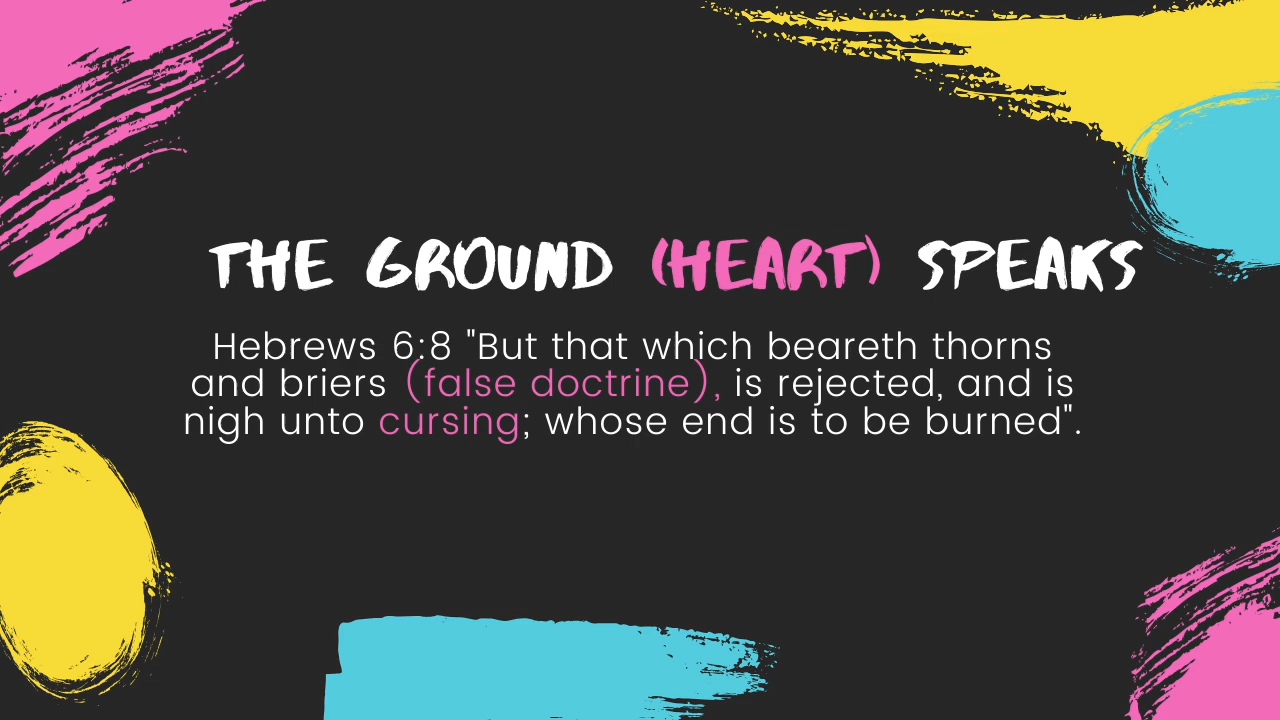 THE GROUND (HEART) SPEAKS
Hebrews 6:8 "But that which beareth thorns
and briers (false doctrine), is rejected, and is
nigh unto cursing; whose end is to be burned".